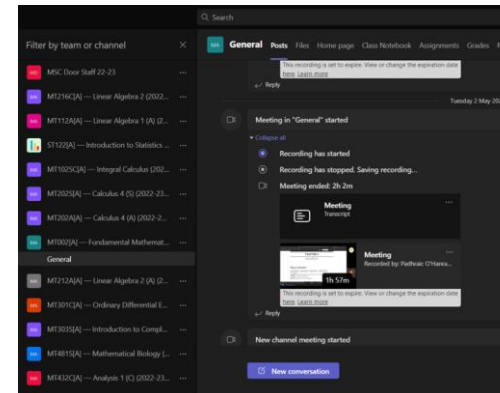 Search
Filter by team or channel
MSC Door Staff 22-23
MT216C[A] — Linear Algebra 2 (2022...
MT112A[A] — Linear Algebra 1 (A) (2...
ST122[A] — Introduction to Statistics ...
MT102SC[A] — Integral Calculus (202...
MT202S[A] — Calculus 4 (S) (2022-23...
MT202A[A] — Calculus 4 (A) (2022-2...
MT002[A] — Fundamental Mathemat...
General
MT212A[A] — Linear Algebra 2 (A) (2...
MT301C[A] — Ordinary Differential E...
MT303S[A] — Introduction to Compl...
MT481S[A] — Mathematical Biology (...
MT432C[A] — Analysis 1 (C) (2022-23...
General Posts Files Home page Class Notebook Assignments Grades
This recording is set to expire. View or change the expiration date
here. Learn more
Reply
Tuesday 2 May 20
Meeting in "General" started
Collapse all
Recording has started
Recording has stopped. Saving recording...
Meeting ended: 2h 2m
Meeting
Transcript
1h 57m
Meeting
Recorded by: Padhraic O'Hanra...
This recording is set to expire. View or change the expiration date
here. Learn more
Reply
New channel meeting started
New conversation